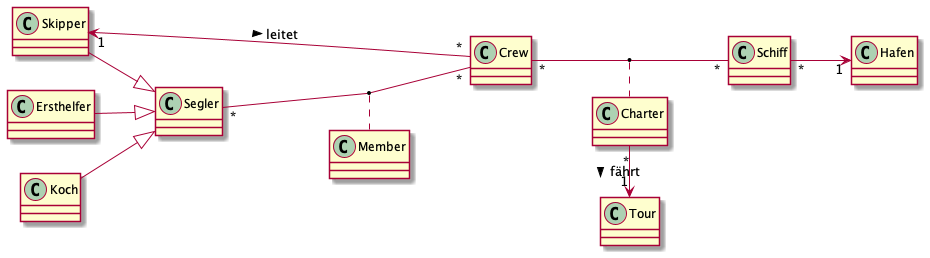 C Skipper
1
> leitet
*
C Crew
*
*
C Schiff
*
1
C Hafen
C Ersthelfer
C Segler
*
*
C Koch
C Member
C Charter
*
> fährt
1
C Tour